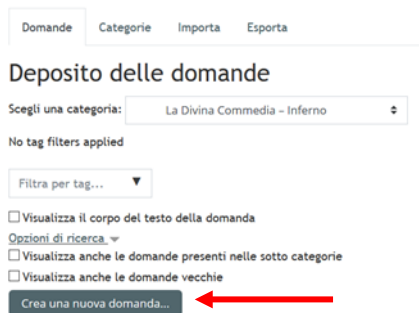 Domande Categorie Importa Esporta
Deposito delle domande
Scegli una categoria: La Divina Commedia – Inferno
No tag filters applied
Filtra per tag... ▼
Visualizza il corpo del testo della domanda
Opzioni di ricerca
Visualizza anche le domande presenti nelle sotto categorie
Visualizza anche le domande vecchie
Crea una nuova domanda...